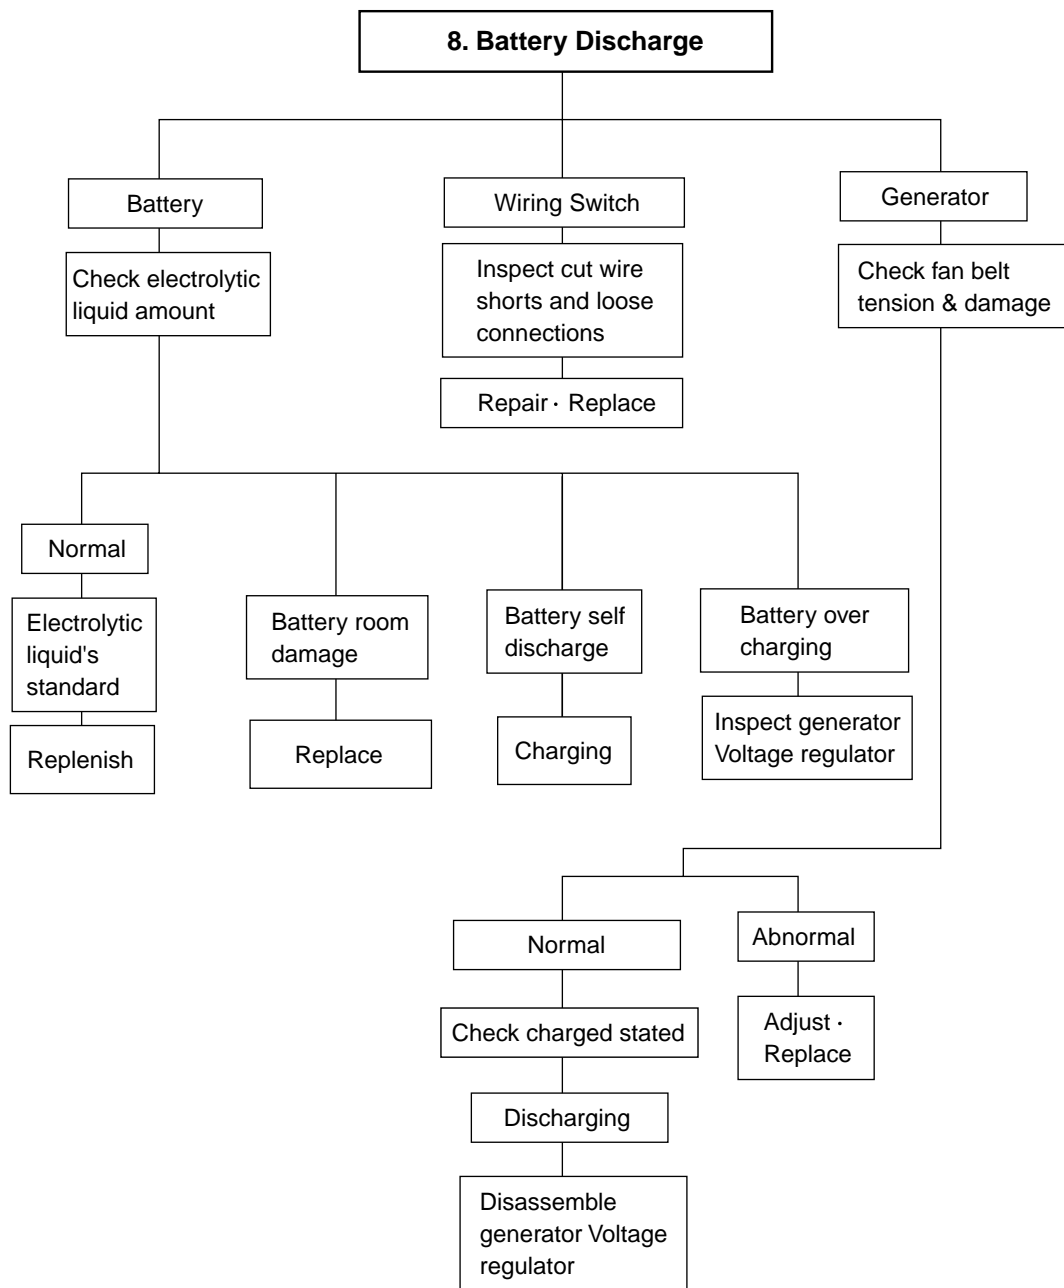 8. Battery Discharge
Battery
Wiring Switch
Generator
Check electrolytic
liquid amount
Inspect cut wire
shorts and loose
connections
Check fan belt
tension & damage
Repair · Replace
Normal
Electrolytic
liquid's
standard
Battery room
damage
Battery self
discharge
Battery over
charging
Replenish
Replace
Charging
Inspect generator
Voltage regulator
Normal
Abnormal
Check charged stated
Adjust ·
Replace
Discharging
Disassemble
generator Voltage
regulator